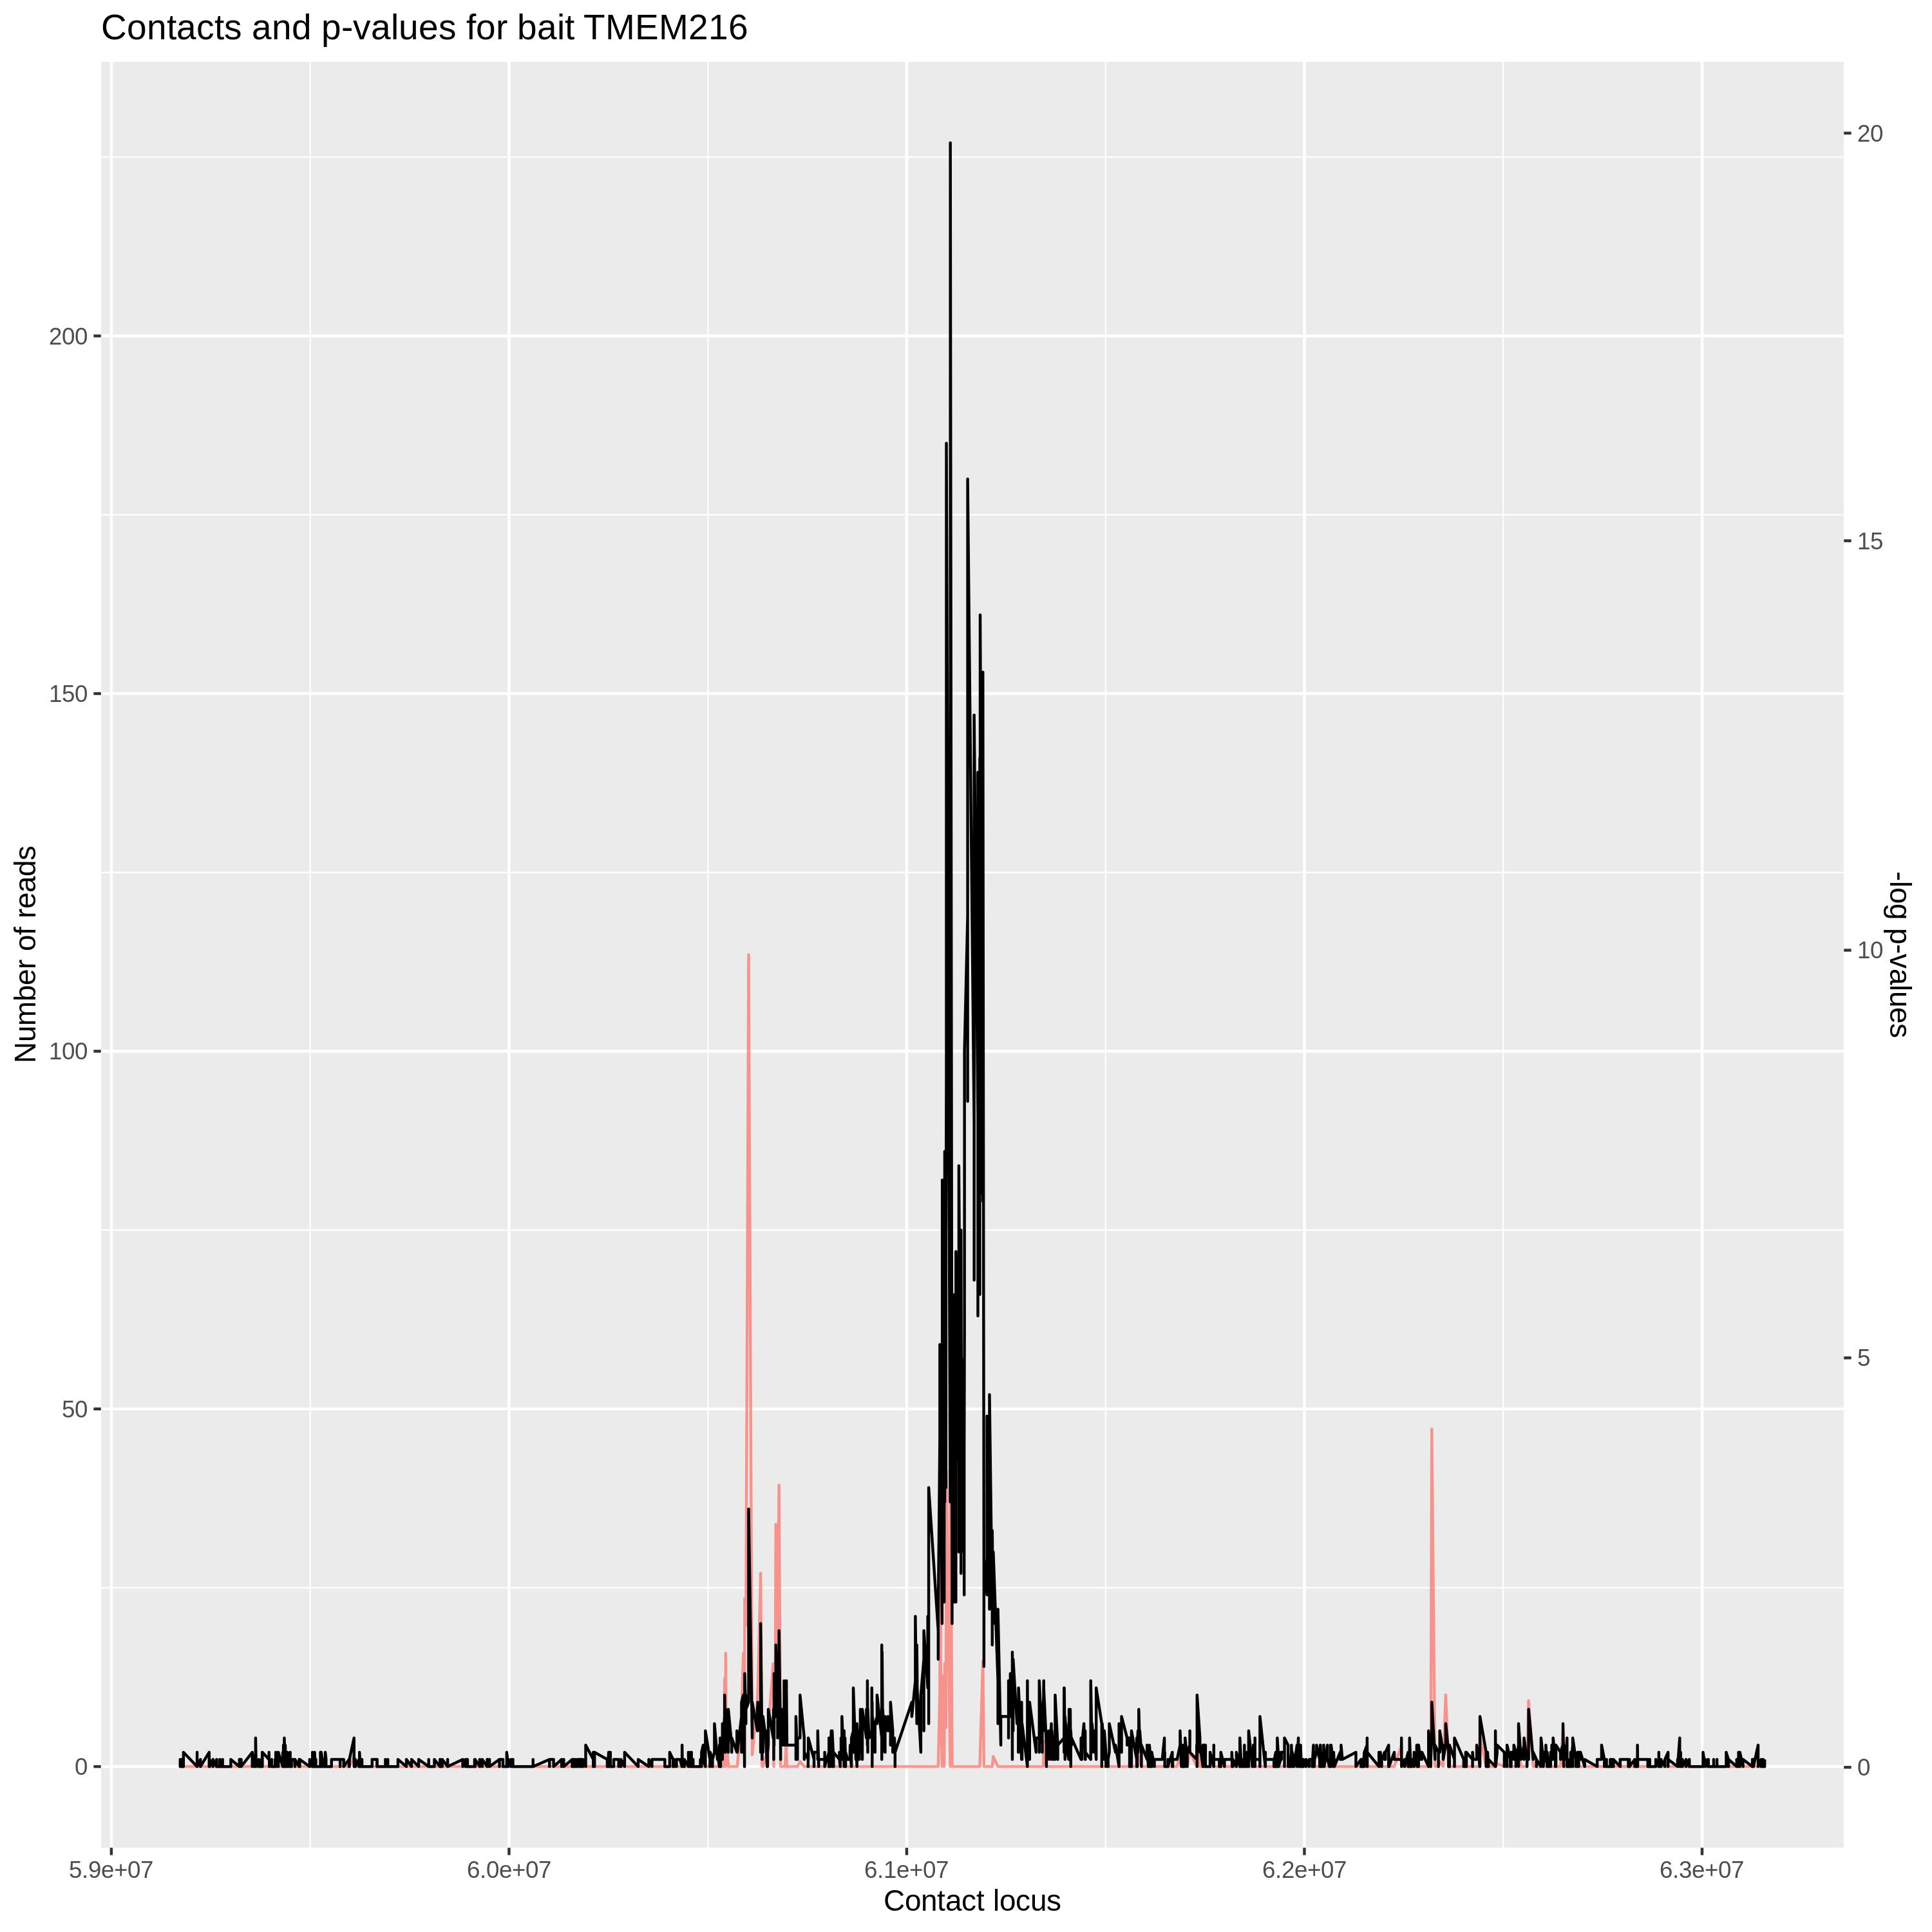 Contacts and p-values for bait TMEM216
Number of reads
200
150
100
50
0
20
15
10
5
0
-log p-values
5.9e+07 6.0e+07 6.1e+07 6.2e+07 6.3e+07
Contact locus